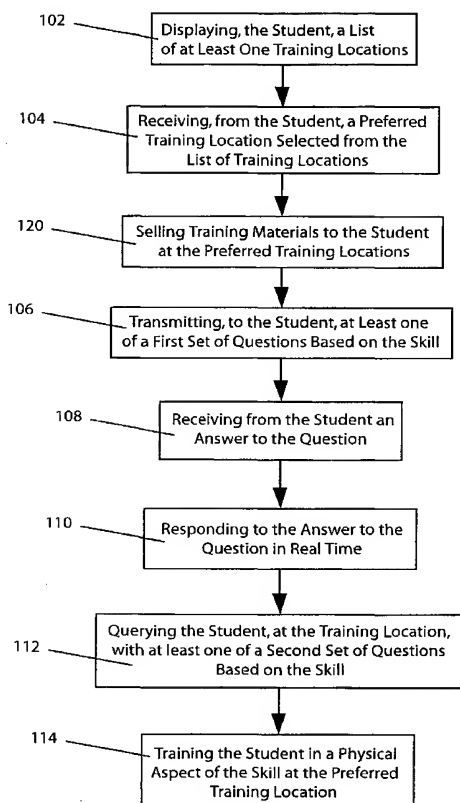 102
Displaying, the Student, a List
of at Least One Training Locations
104
Receiving, from the Student, a Preferred
Training Location Selected from the
List of Training Locations
120
Selling Training Materials to the Student
at the Preferred Training Locations
106
Transmitting, to the Student, at Least one
of a First Set of Questions Based on the Skill
108
Receiving from the Student an
Answer to the Question
110
Responding to the Answer to the
Question in Real Time
112
Querying the Student, at the Training Location,
with at least one of a Second Set of Questions
Based on the Skill
114
Training the Student in a Physical
Aspect of the Skill at the Preferred
Training Location